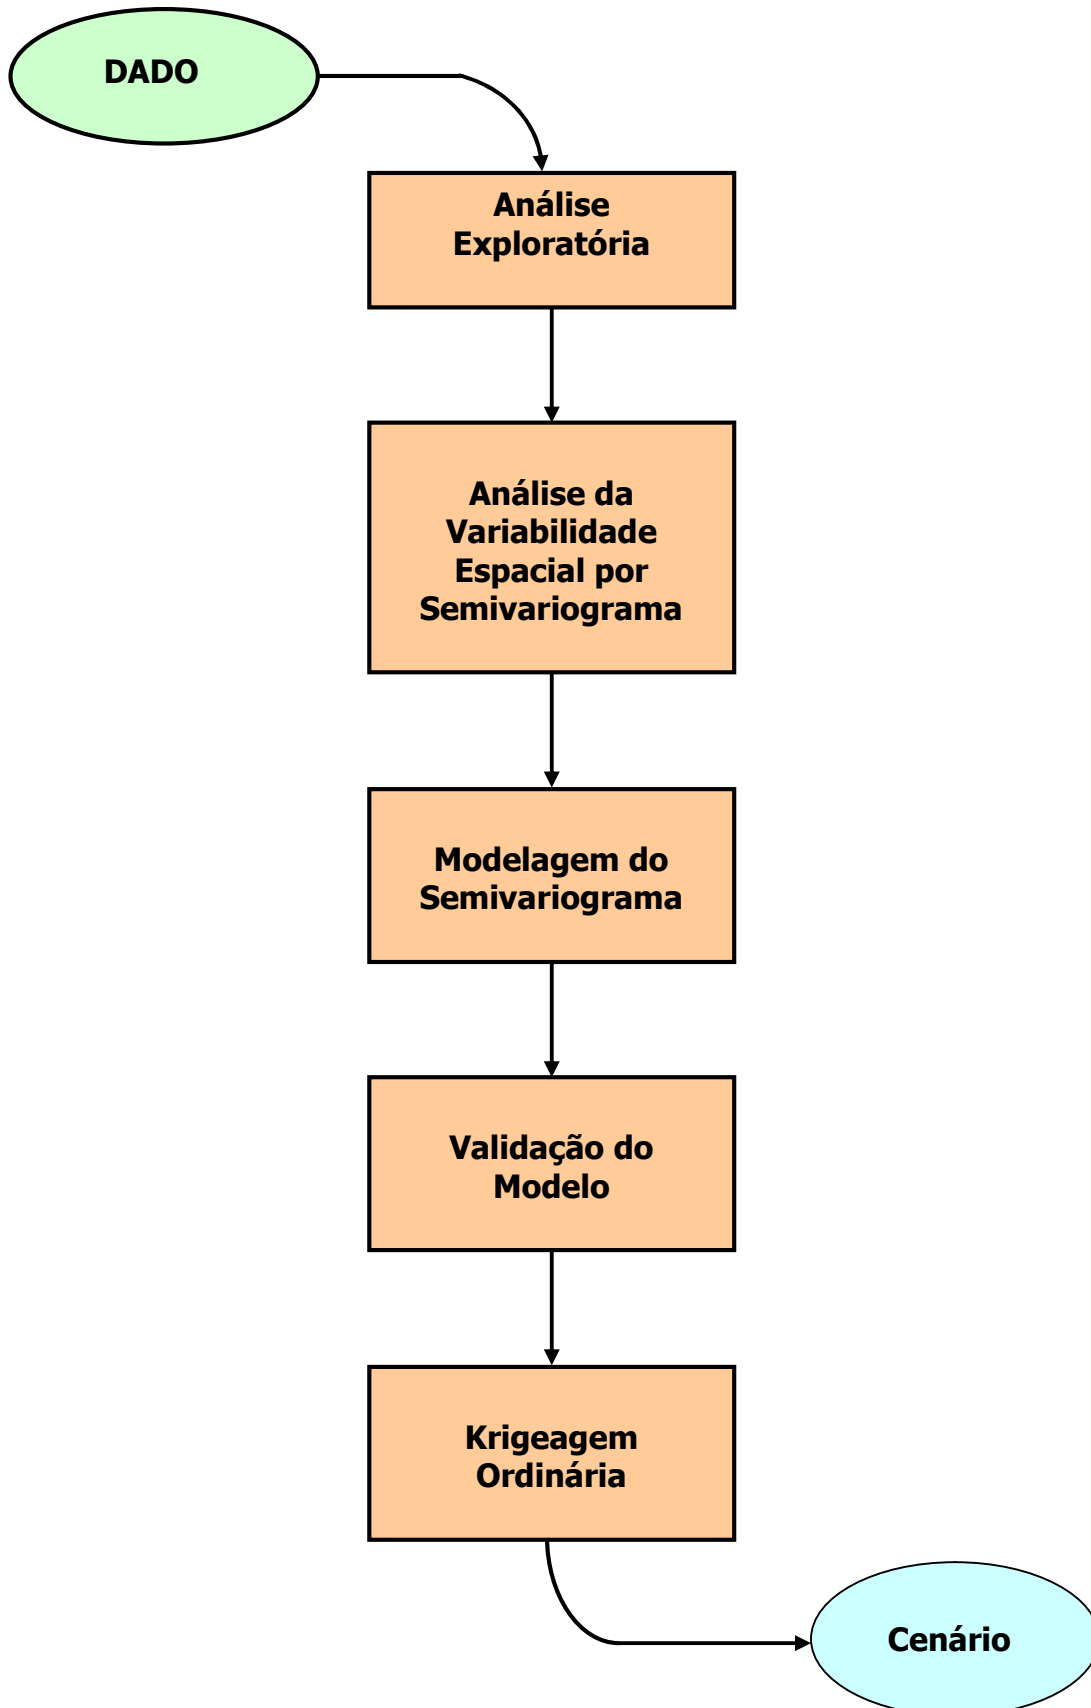 DADO
Análise
Exploratória
Análise da
Variabilidade
Espacial por
Semivariograma
Modelagem do
Semivariograma
Validação do
Modelo
Krigeagem
Ordinária
Cenário